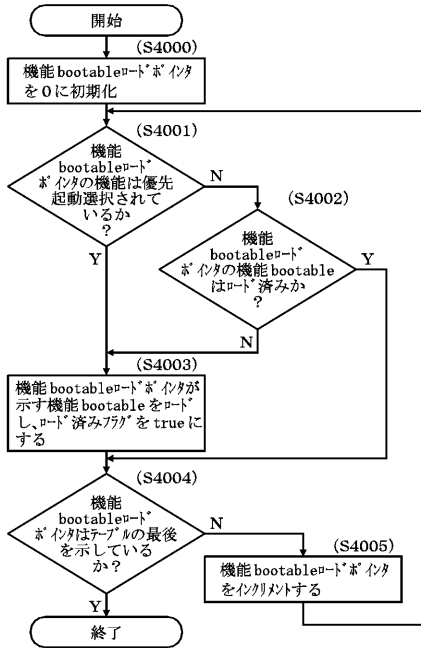 開始
(S4000)
機能bootableﾛｰﾄﾞﾎﾟｲﾝﾀ
を0に初期化
(S4001)
機能
bootableﾛｰﾄﾞ
ﾎﾟｲﾝﾀの機能は優先
起動選択されて
いるか
?
N
Y
(S4002)
機能
bootableﾛｰﾄﾞ
ﾎﾟｲﾝﾀの機能bootable
はﾛｰﾄﾞ済みか
?
Y
N
(S4003)
機能bootableﾛｰﾄﾞﾎﾟｲﾝﾀが
示す機能bootableをﾛｰﾄﾞ
し、ﾛｰﾄﾞ済みﾌﾗｸﾞをtrueに
する
(S4004)
機能
bootableﾛｰﾄﾞ
ﾎﾟｲﾝﾀはﾃｰﾌﾞﾙの最後
を示している
か?
N
Y
(S4005)
機能bootableﾛｰﾄﾞﾎﾟｲﾝﾀ
をｲﾝｸﾘﾒﾝﾄする
終了